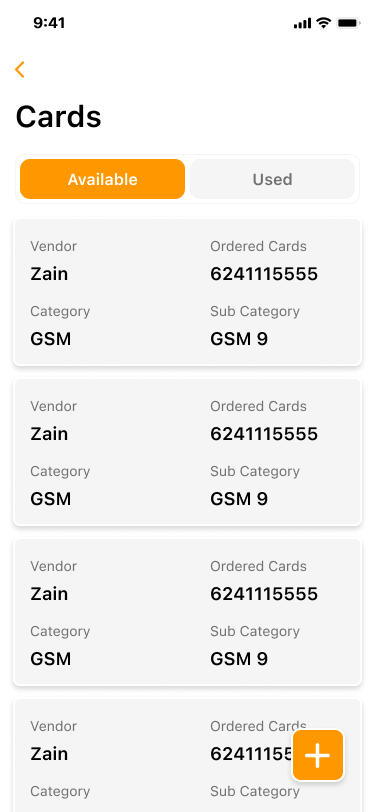 9:41
Cards
Available Used
Vendor Ordered Cards
Zain 6241115555
Category Sub Category
GSM GSM 9
Vendor Ordered Cards
Zain 6241115555
Category Sub Category
GSM GSM 9
Vendor Ordered Cards
Zain 6241115555
Category Sub Category
GSM GSM 9
Vendor Ordered Cards
Zain 62411155
Category Sub Category